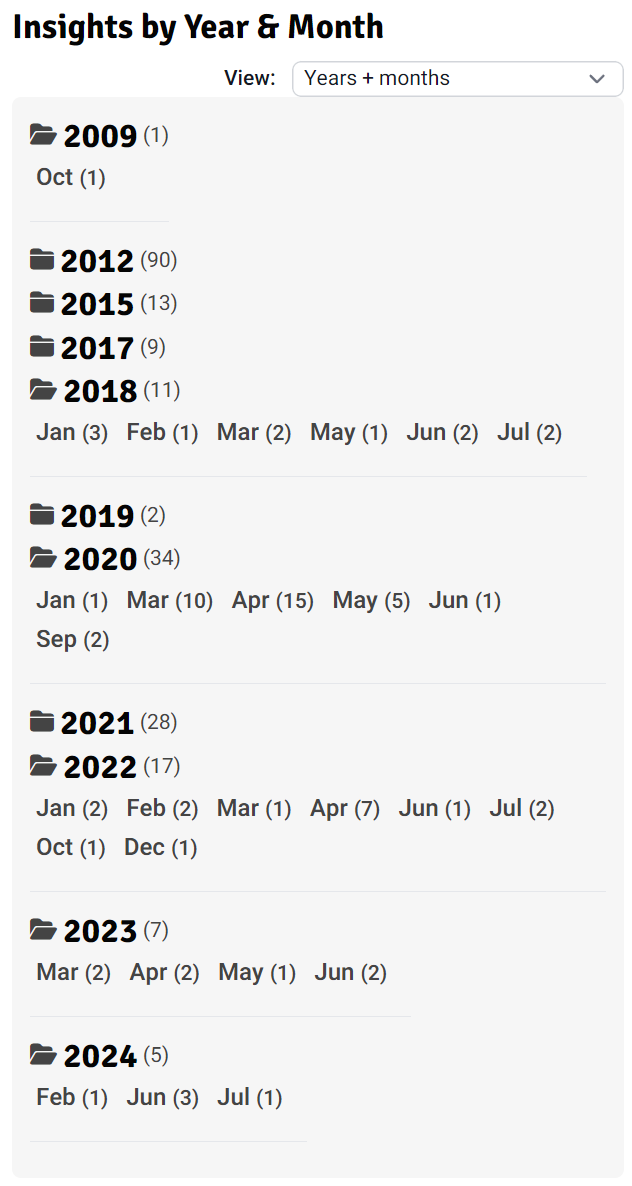 Insights by Year & Month
View: Years + months
2009 (1)
Oct (1)
2012 (90)
2015 (13)
2017 (9)
2018 (11)
Jan (3) Feb (1) Mar (2) May (1) Jun (2) Jul (2)
2019 (2)
2020 (34)
Jan (1) Mar (10) Apr (15) May (5) Jun (1)
Sep (2)
2021 (28)
2022 (17)
Jan (2) Feb (2) Mar (1) Apr (7) Jun (1) Jul (2)
Oct (1) Dec (1)
2023 (7)
Mar (2) Apr (2) May (1) Jun (2)
2024 (5)
Feb (1) Jun (3) Jul (1)